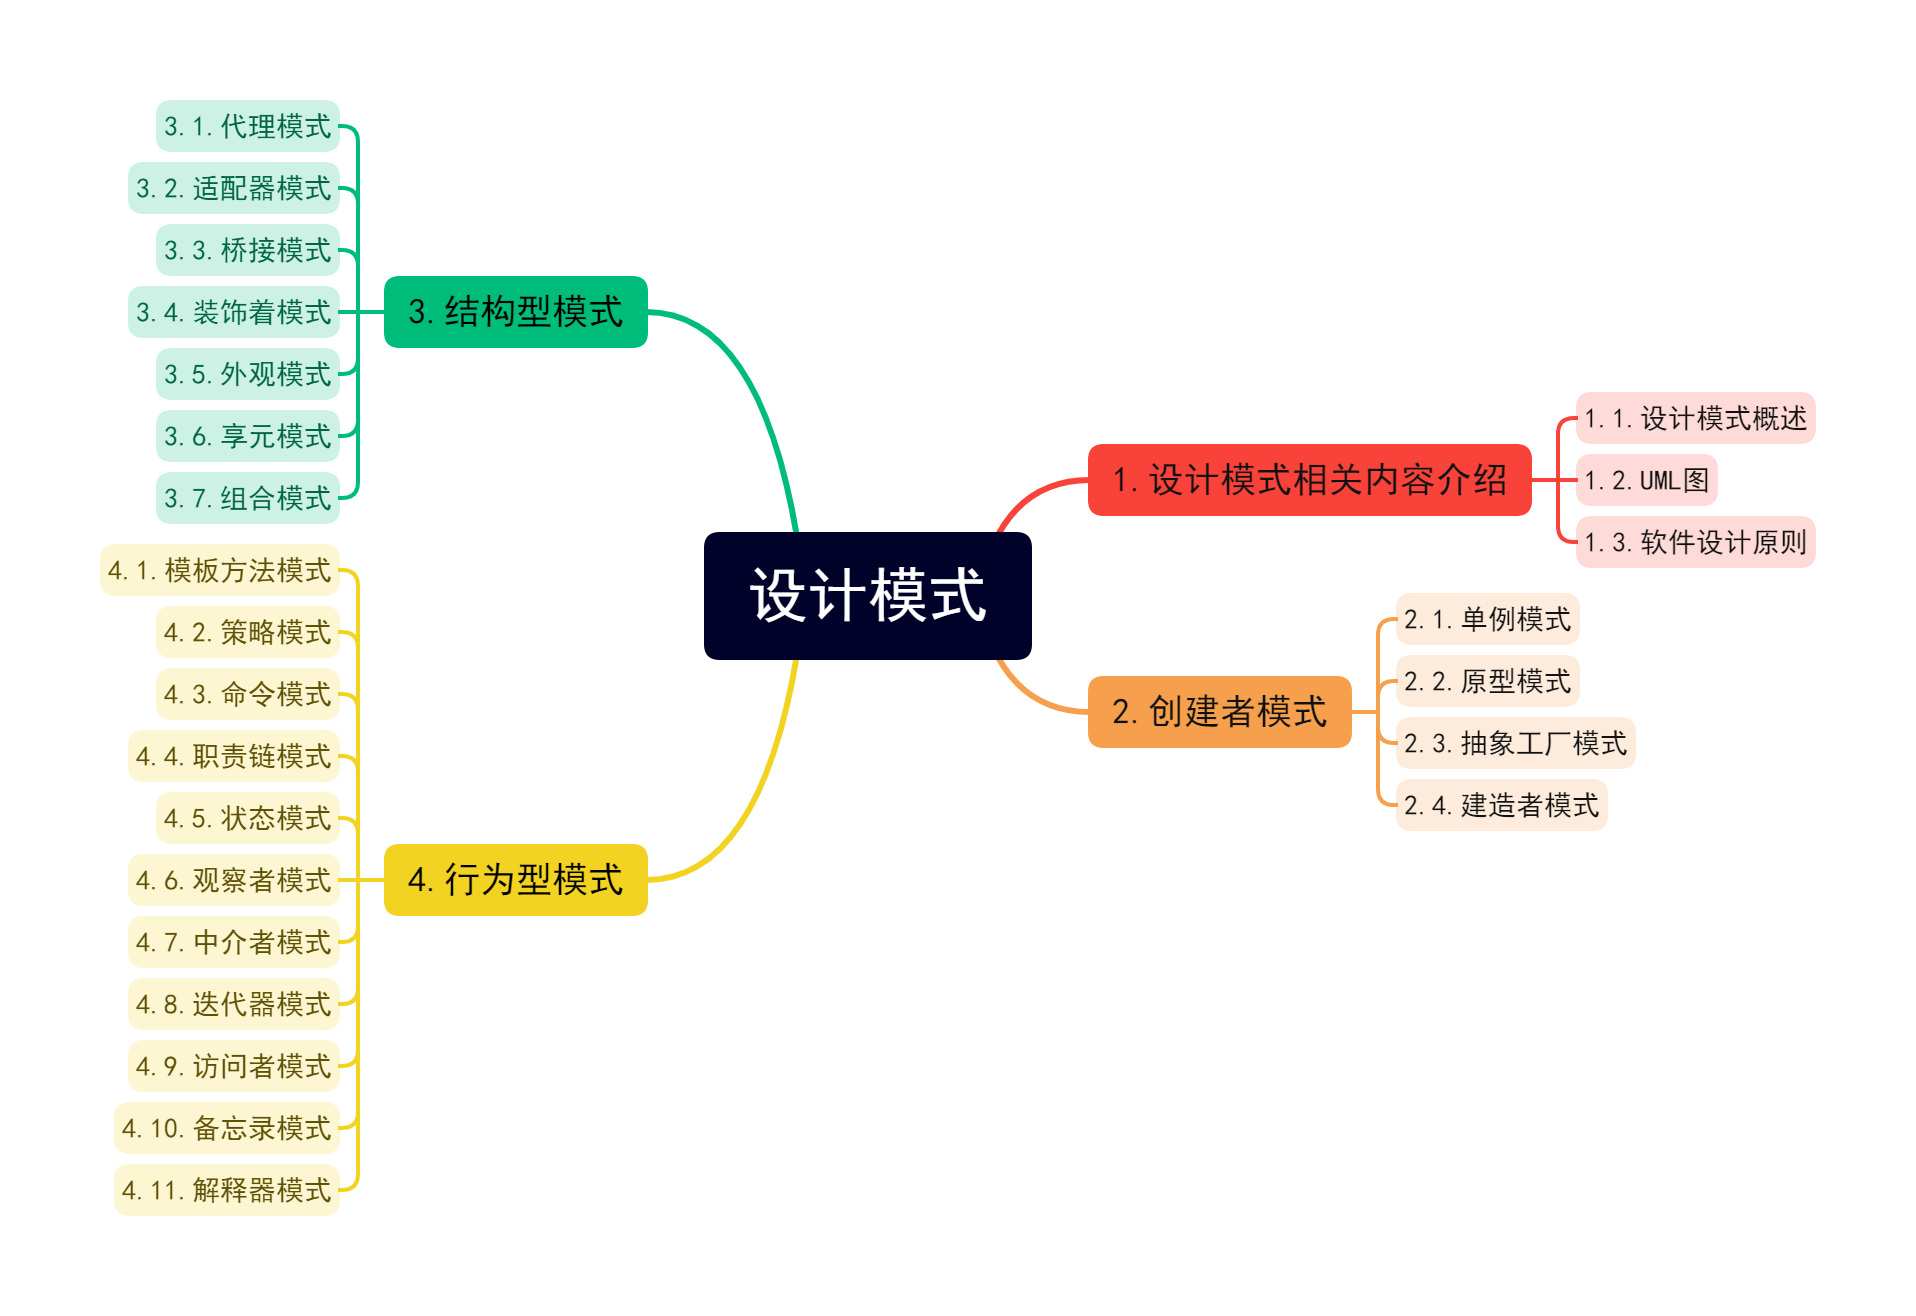 设计模式
1.设计模式相关内容介绍
1.1.设计模式概述
1.2.UML图
1.3.软件设计原则
2.创建者模式
2.1.单例模式
2.2.原型模式
2.3.抽象工厂模式
2.4.建造者模式
3.结构型模式
3.1.代理模式
3.2.适配器模式
3.3.桥接模式
3.4.装饰着模式
3.5.外观模式
3.6.享元模式
3.7.组合模式
4.行为型模式
4.1.模板方法模式
4.2.策略模式
4.3.命令模式
4.4.职责链模式
4.5.状态模式
4.6.观察者模式
4.7.中介者模式
4.8.迭代器模式
4.9.访问者模式
4.10.备忘录模式
4.11.解释器模式